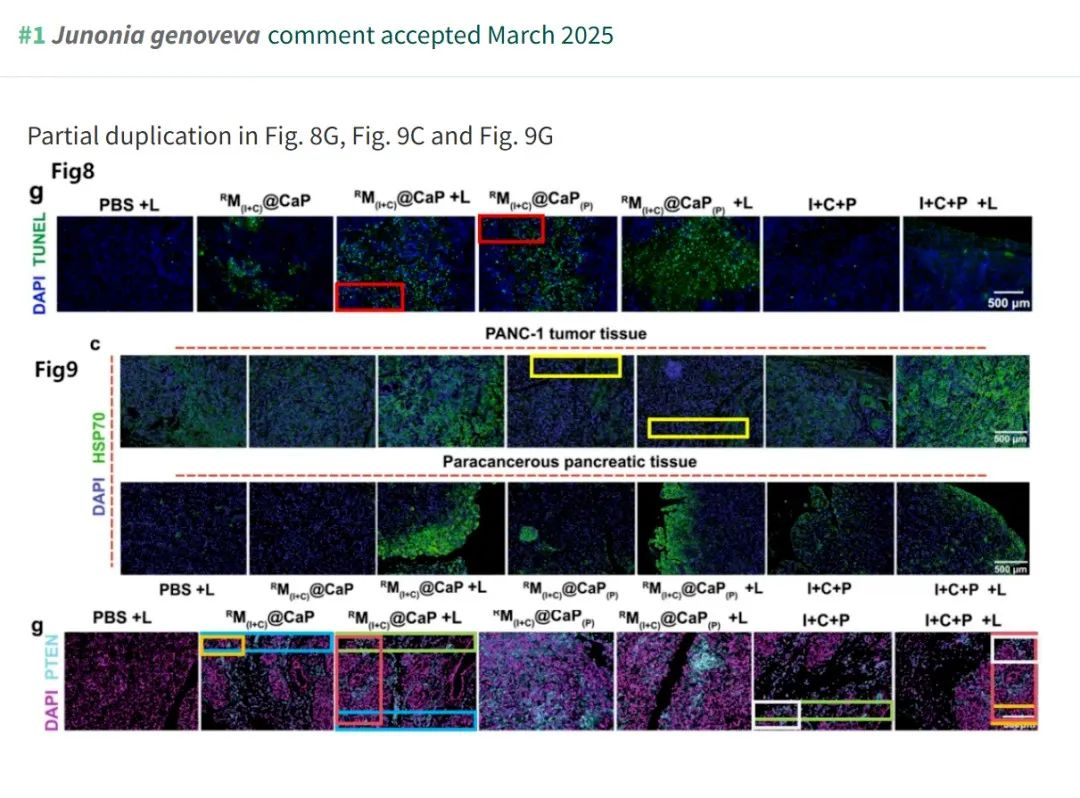 #1 Junonia genoveva comment accepted March 2025
Partial duplication in Fig. 8G, Fig. 9C and Fig. 9G
Fig8
g
PBS +L RM(I+C)@CaP RM(I+C)@CaP +L RM(I+C)@CaP(P) RM(I+C)@CaP(P) +L I+C+P I+C+P +L
DAPI TUNEL
500 μm
Fig9
c
PANC-1 tumor tissue
500 μm
DAPI HSP70
Paracancerous pancreatic tissue
500 μm
PBS +L RM(I+C)@CaP RM(I+C)@CaP +L RM(I+C)@CaP(P) RM(I+C)@CaP(P) +L I+C+P I+C+P +L
g
PBS +L RM(I+C)@CaP RM(I+C)@CaP +L RM(I+C)@CaP(P) RM(I+C)@CaP(P) +L I+C+P I+C+P +L
DAPI PTEN